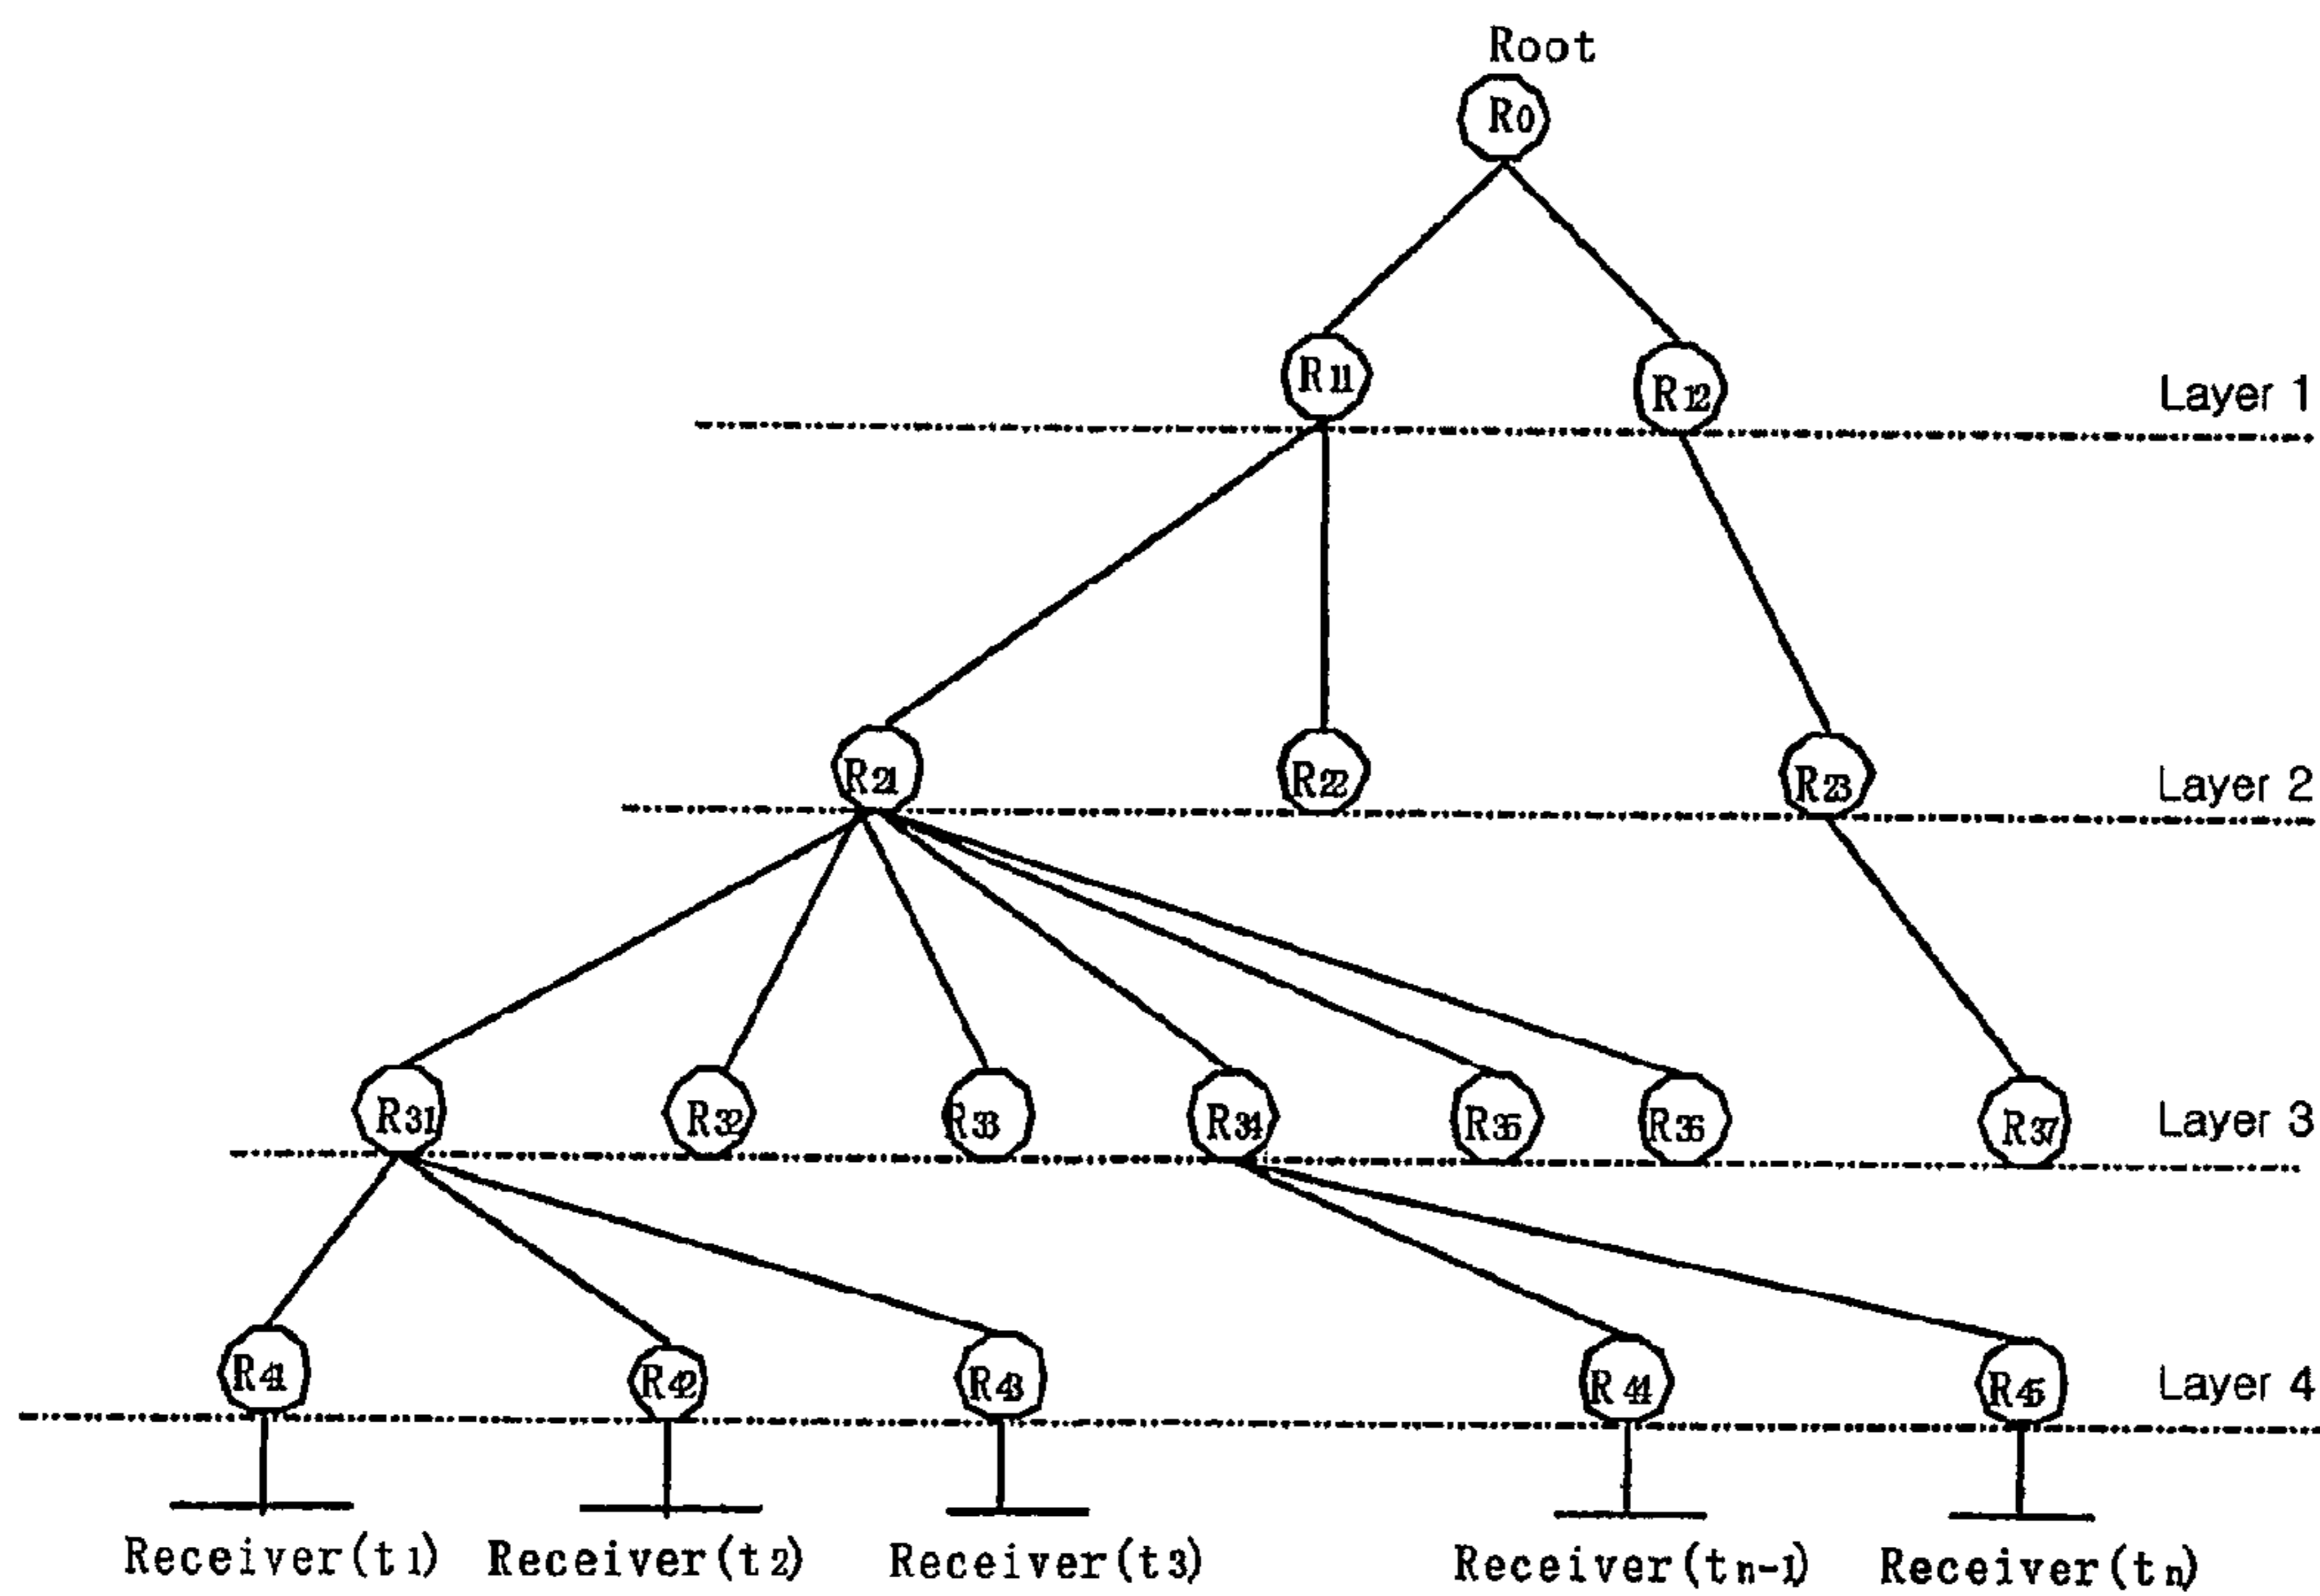 Root
R0
R11 R12 Layer 1
R21 R22 R23 Layer 2
R31 R32 R33 R34 R35 R36 R37 Layer 3
R41 R42 R43 R44 R45 Layer 4
Receiver(t1) Receiver(t2) Receiver(t3) Receiver(tn-1) Receiver(tn)